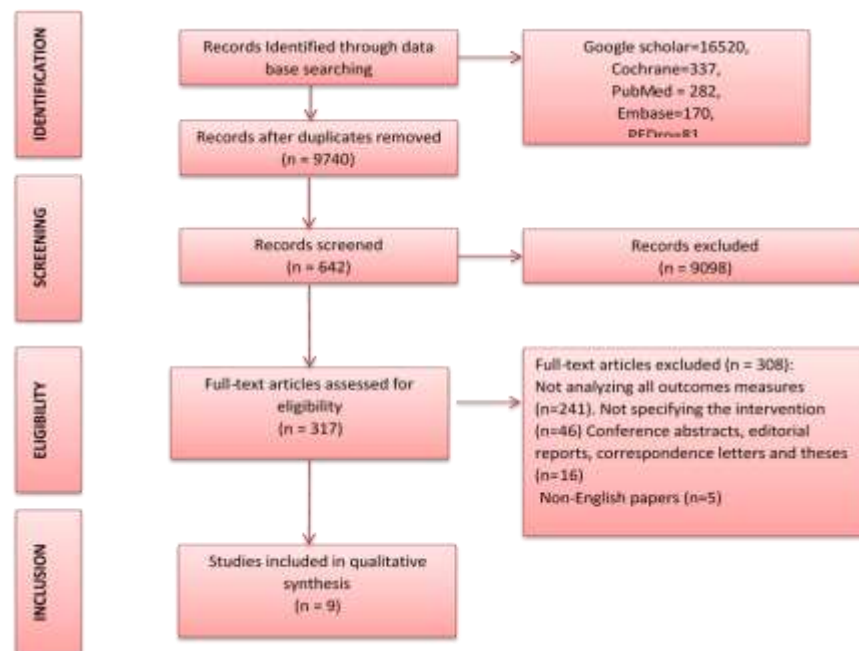 IDENTIFICATION
Records Identified through data
base searching
Google scholar=16520,
Cochrane=337,
PubMed = 282,
Embase=170,
PEDro=81
Records after duplicates removed
(n = 9740)
SCREENING
Records screened
(n = 642)
Records excluded
(n = 9098)
ELIGIBILITY
Full-text articles assessed for
eligibility
(n = 317)
Full-text articles excluded (n = 308):
Not analyzing all outcomes measures
(n=241). Not specifying the intervention
(n=46) Conference abstracts, editorial
reports, correspondence letters and theses
(n=16)
Non-English papers (n=5)
INCLUSION
Studies included in qualitative
synthesis
(n = 9)